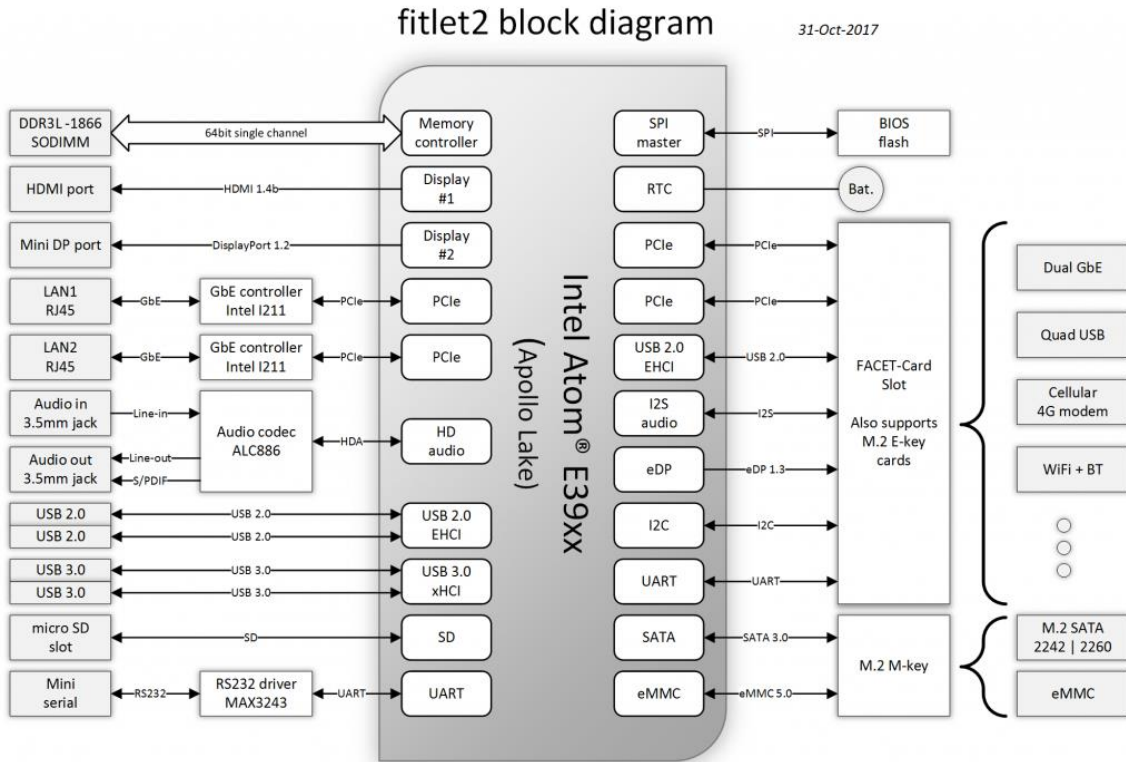 fitlet2 block diagram
31-Oct-2017
DDR3L -1866
SODIMM
64bit single channel
Memory
controller
SPI
master
SPI
BIOS
flash
HDMI port
HDMI 1.4b
Display
#1
RTC
Bat.
Mini DP port
DisplayPort 1.2
Display
#2
PCIe
PCIe
LAN1
RJ45
GbE
GbE controller
Intel I211
PCIe
PCIe
PCIe
PCIe
LAN2
RJ45
GbE
GbE controller
Intel I211
PCIe
PCIe
USB 2.0
EHCI
USB 2.0
Audio in
3.5mm jack
Line-in
Audio out
3.5mm jack
Line-out
S/PDIF
Audio codec
ALC886
HDA
HD
audio
I2S
audio
I2S
eDP
eDP 1.3
USB 2.0
USB 2.0
USB 2.0
USB 2.0
USB 2.0
EHCI
I2C
I2C
USB 3.0
USB 3.0
USB 3.0
USB 3.0
USB 3.0
xHCI
UART
UART
micro SD
slot
SD
SD
SATA
SATA 3.0
Mini
serial
RS232
RS232 driver
MAX3243
UART
UART
eMMC
eMMC 5.0
Intel Atom® E39xx
(Apollo Lake)
FACET-Card
Slot
Also supports
M.2 E-key
cards
Dual GbE
Quad USB
Cellular
4G modem
WiFi + BT
M.2 M-key
M.2 SATA
2242 | 2260
eMMC